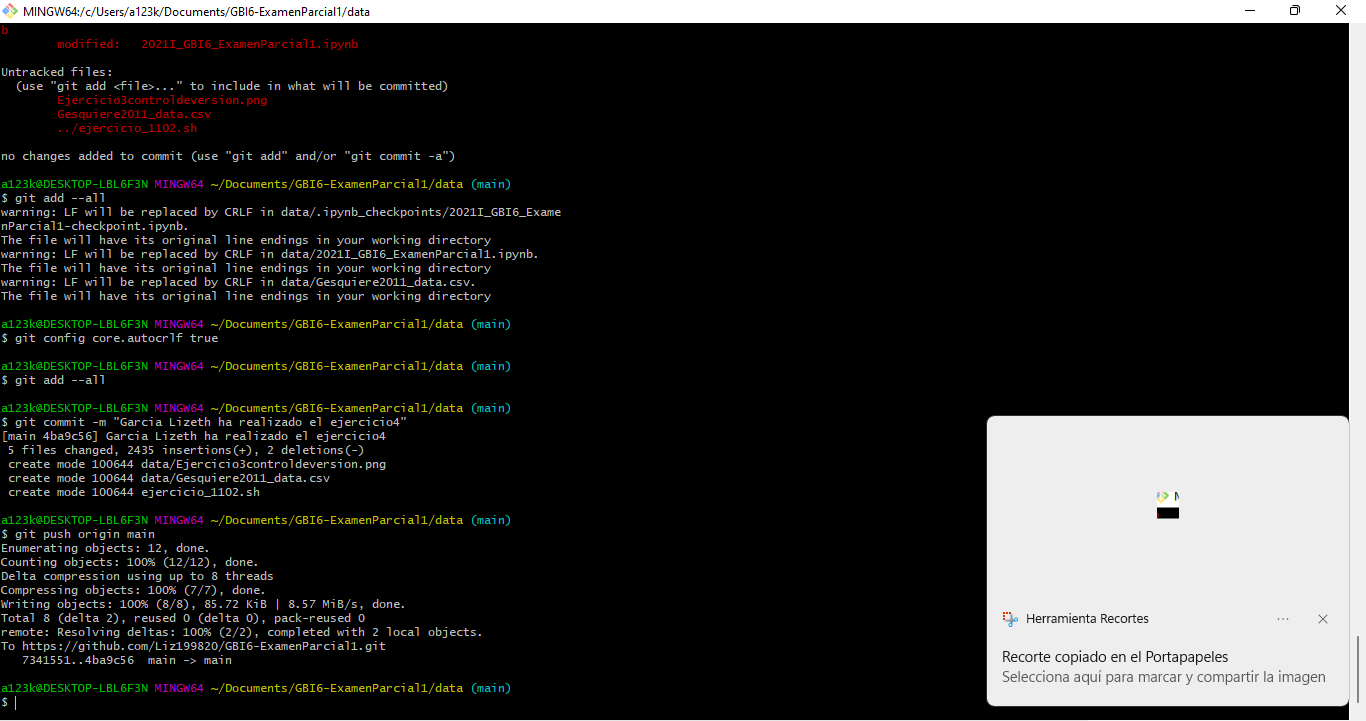 MINGW64:/c/Users/a123k/Documents/GBI6-ExamenParcial1/data
b
modified:   2021I_GBI6_ExamenParcial1.ipynb
Untracked files:
(use "git add <file>..." to include in what will be committed)
Ejercicio3controldeversion.png
Gesquiere2011_data.csv
../ejercicio_1102.sh
no changes added to commit (use "git add" and/or "git commit -a")
a123k@DESKTOP-LBL6F3N MINGW64 ~/Documents/GBI6-ExamenParcial1/data (main)
$ git add --all
warning: LF will be replaced by CRLF in data/.ipynb_checkpoints/2021I_GBI6_Exame
nParcial1-checkpoint.ipynb.
The file will have its original line endings in your working directory
warning: LF will be replaced by CRLF in data/2021I_GBI6_ExamenParcial1.ipynb.
The file will have its original line endings in your working directory
warning: LF will be replaced by CRLF in data/Gesquiere2011_data.csv.
The file will have its original line endings in your working directory
a123k@DESKTOP-LBL6F3N MINGW64 ~/Documents/GBI6-ExamenParcial1/data (main)
$ git config core.autocrlf true
a123k@DESKTOP-LBL6F3N MINGW64 ~/Documents/GBI6-ExamenParcial1/data (main)
$ git add --all
a123k@DESKTOP-LBL6F3N MINGW64 ~/Documents/GBI6-ExamenParcial1/data (main)
$ git commit -m "Garcia Lizeth ha realizado el ejercicio4"
[main 4ba9c56] Garcia Lizeth ha realizado el ejercicio4
5 files changed, 2435 insertions(+), 2 deletions(-)
create mode 100644 data/Ejercicio3controldeversion.png
create mode 100644 data/Gesquiere2011_data.csv
create mode 100644 ejercicio_1102.sh
a123k@DESKTOP-LBL6F3N MINGW64 ~/Documents/GBI6-ExamenParcial1/data (main)
$ git push origin main
Enumerating objects: 12, done.
Counting objects: 100% (12/12), done.
Delta compression using up to 8 threads
Compressing objects: 100% (7/7), done.
Writing objects: 100% (8/8), 85.72 KiB | 8.57 MiB/s, done.
Total 8 (delta 2), reused 0 (delta 0), pack-reused 0
remote: Resolving deltas: 100% (2/2), completed with 2 local objects.
To https://github.com/Liz199820/GBI6-ExamenParcial1.git
7341551..4ba9c56  main -> main
a123k@DESKTOP-LBL6F3N MINGW64 ~/Documents/GBI6-ExamenParcial1/data (main)
$
Herramienta Recortes
Recorte copiado en el Portapapeles
Selecciona aquí para marcar y compartir la imagen